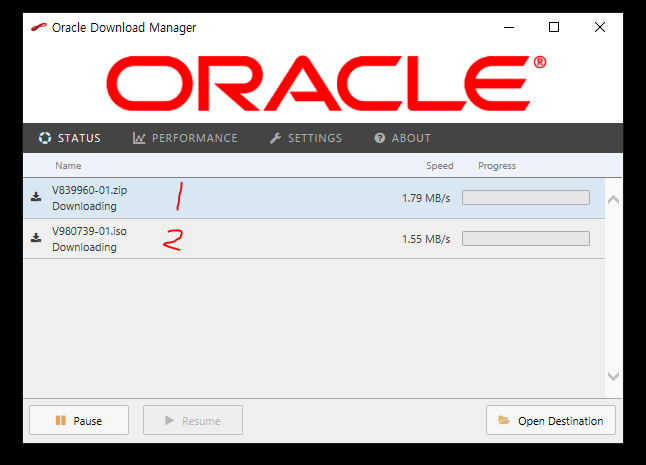 Oracle Download Manager
ORACLE®
STATUS PERFORMANCE SETTINGS ABOUT
Name Speed Progress
V839960-01.zip 1 1.79 MB/s
Downloading
V980739-01.iso 2 1.55 MB/s
Downloading
Pause Resume Open Destination